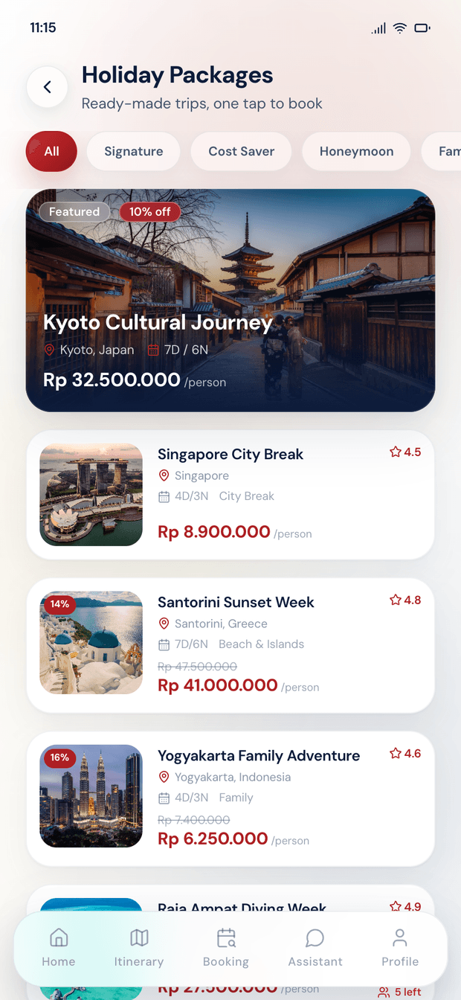 11:15
Holiday Packages
Ready-made trips, one tap to book
All Signature Cost Saver Honeymoon Fam
Featured 10% off
Kyoto Cultural Journey
Kyoto, Japan 7D / 6N
Rp 32.500.000 /person
Singapore City Break 4.5
Singapore
4D/3N City Break
Rp 8.900.000 /person
14% Santorini Sunset Week 4.8
Santorini, Greece
7D/6N Beach & Islands
Rp 47.500.000
Rp 41.000.000 /person
16% Yogyakarta Family Adventure 4.6
Yogyakarta, Indonesia
4D/3N Family
Rp 7.400.000
Rp 6.250.000 /person
Raja Ampat Diving Week 4.9
Home Itinerary Booking Assistant Profile
Rp 27.500.000 /person 5 left